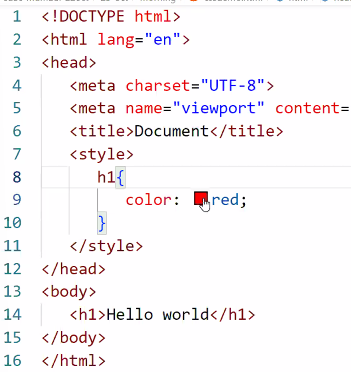 1 <!DOCTYPE html>
2 <html lang="en">
3 <head>
4 <meta charset="UTF-8">
5 <meta name="viewport" content=
6 <title>Document</title>
7 <style>
8 h1{
9 color: red;
10 }
11 </style>
12 </head>
13 <body>
14 <h1>Hello world</h1>
15 </body>
16 </html>